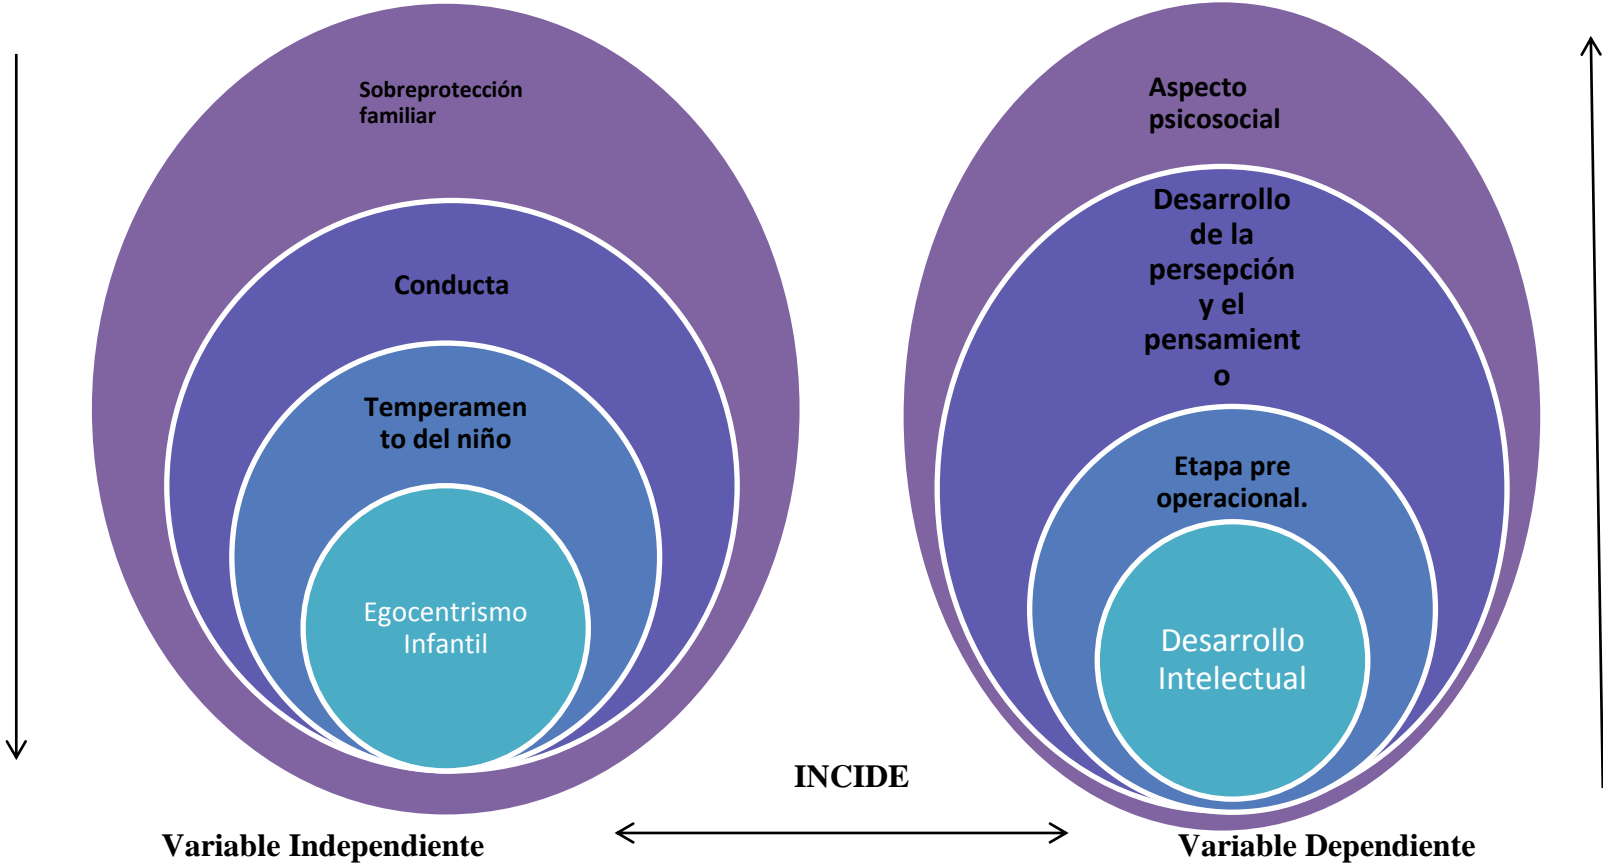 Sobreprotección
familiar
Conducta
Temperamen
to del niño
Egocentrismo
Infantil
Aspecto
psicosocial
Desarrollo
de la
persepción
y el
pensamient
o
Etapa pre
operacional.
Desarrollo
Intelectual
INCIDE
Variable Independiente
Variable Dependiente